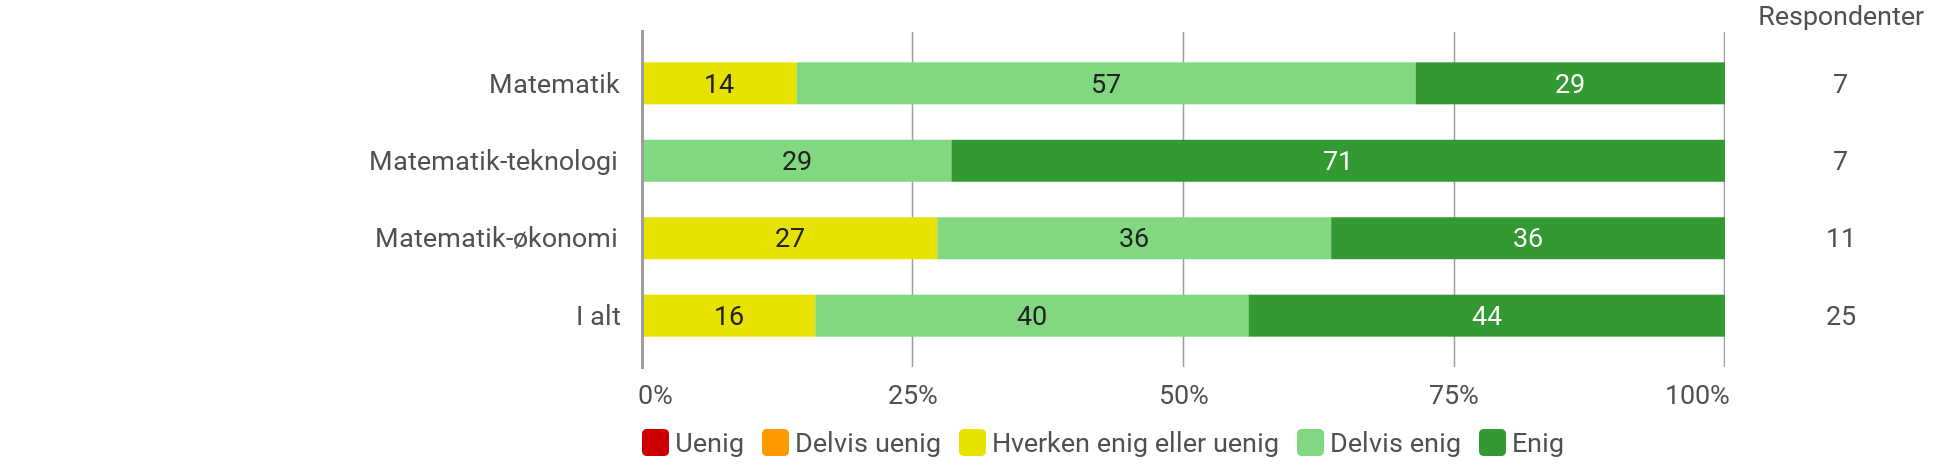 Respondenter
Matematik 14 57 29 7
Matematik-teknologi 29 71 7
Matematik-økonomi 27 36 36 11
I alt 16 40 44 25
0% 25% 50% 75% 100%
Uenig Delvis uenig Hverken enig eller uenig Delvis enig Enig